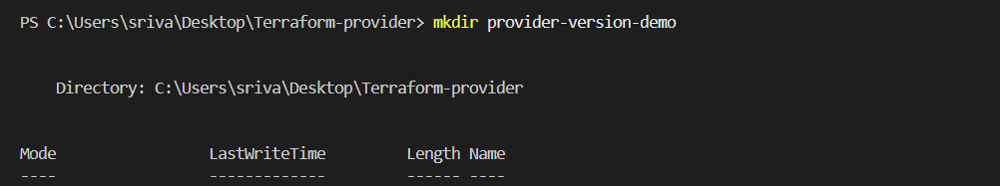 PS C:\Users\sriva\Desktop\Terraform-provider> mkdir provider-version-demo
Directory: C:\Users\sriva\Desktop\Terraform-provider
Mode LastWriteTime Length Name
---- ------------- ------ ----